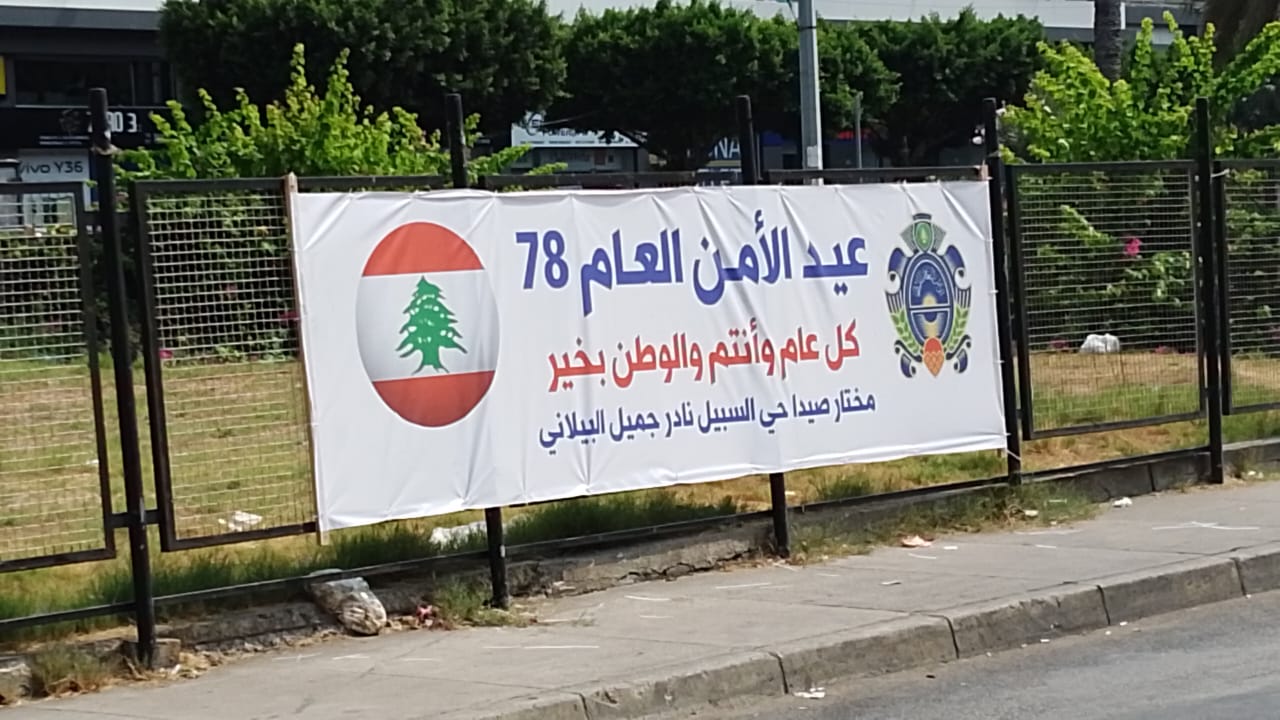 عيد الأمن العام 78
كل عام وأنتم والوطن بخير
مختار صيدا حي السبيل نادر جميل البيلاني
vivo Y36